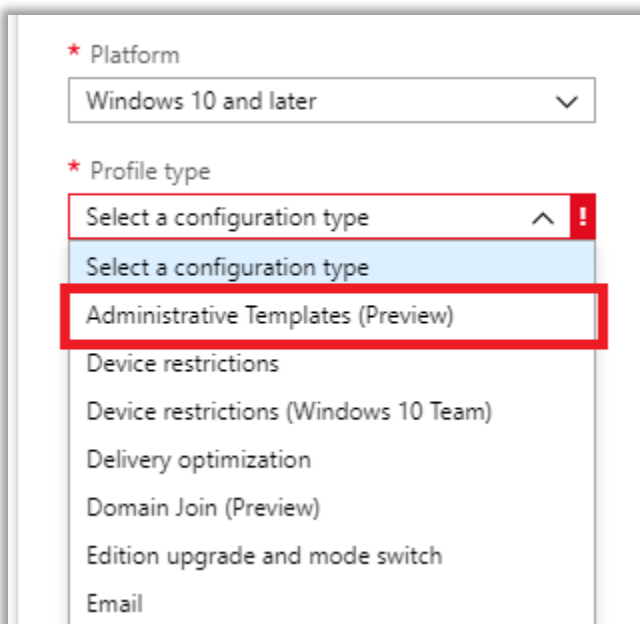 * Platform
Windows 10 and later
* Profile type
Select a configuration type
!
Select a configuration type
Administrative Templates (Preview)
Device restrictions
Device restrictions (Windows 10 Team)
Delivery optimization
Domain Join (Preview)
Edition upgrade and mode switch
Email